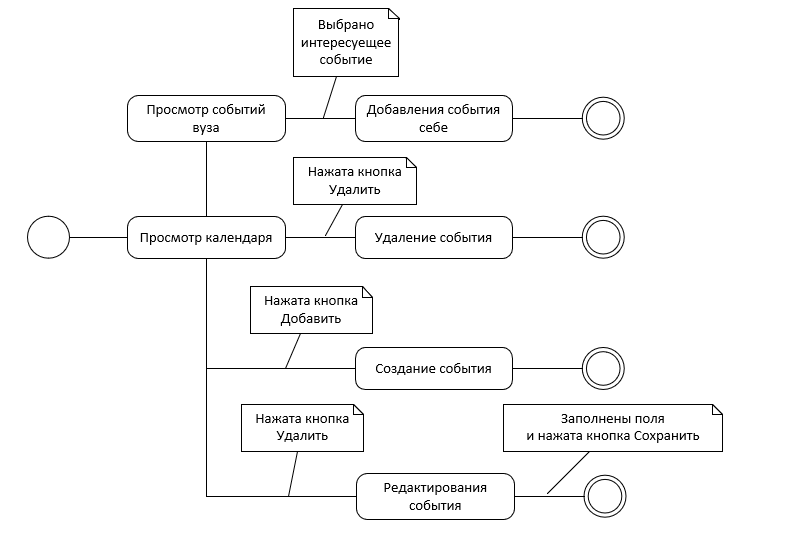 Выбрано
интересуещее
событие
Просмотр событий
вуза
Добавления события
себе
Нажата кнопка
Удалить
Просмотр календаря
Удаление события
Нажата кнопка
Добавить
Создание события
Нажата кнопка
Удалить
Заполнены поля
и нажата кнопка Сохранить
Редактирования
события